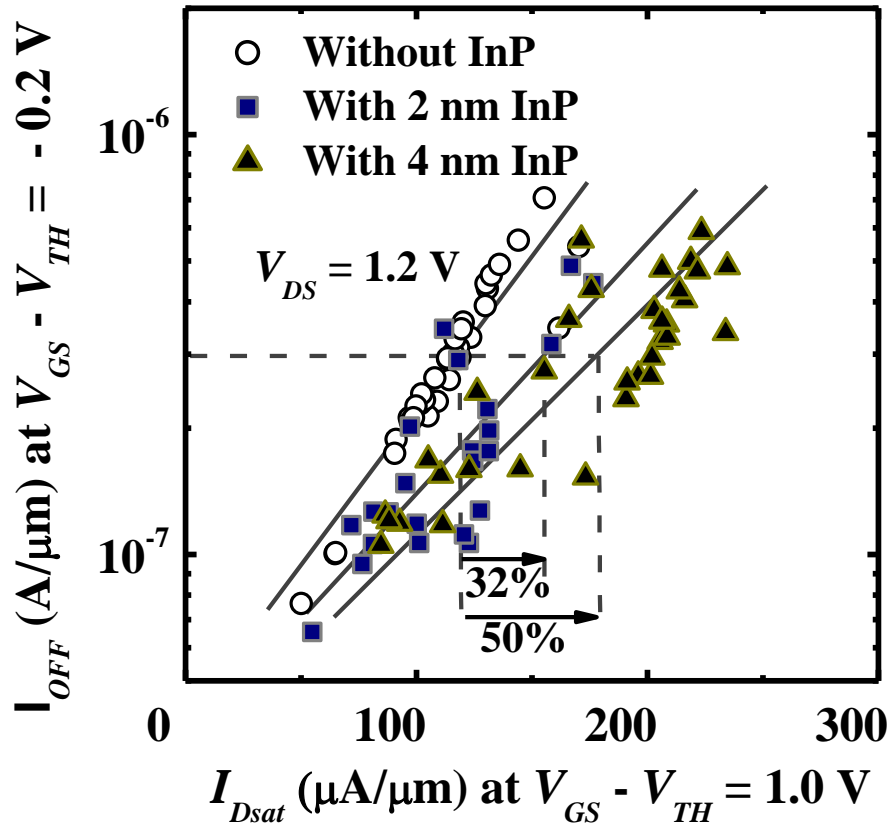 I_OFF (A/μm) at V_GS - V_TH = - 0.2 V
Without InP
With 2 nm InP
With 4 nm InP
10^-6
V_DS = 1.2 V
10^-7
32%
50%
0 100 200 300
I_Dsat (μA/μm) at V_GS - V_TH = 1.0 V